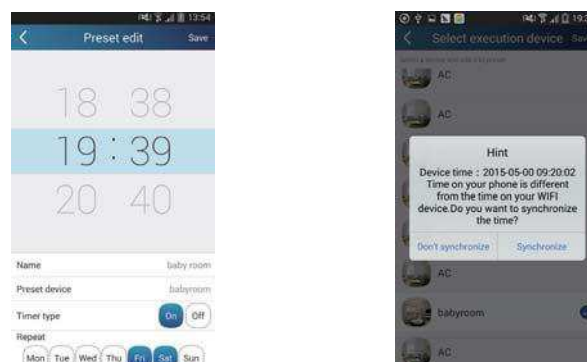 13:54
Preset edit
Save
18 38
19 : 39
20 40
Name
baby room
Preset device
babyroom
Timer type
On
Off
Repeat
Mon Tue Wed Thu Fri Sat Sun
Select execution device
AC
AC
Hint
Device time : 2015-05-00 09:20:02
Time on your phone is different
from the time on your WIFI
device.Do you want to synchronize
the time?
Don't synchronize
Synchronize
AC
babyroom
AC